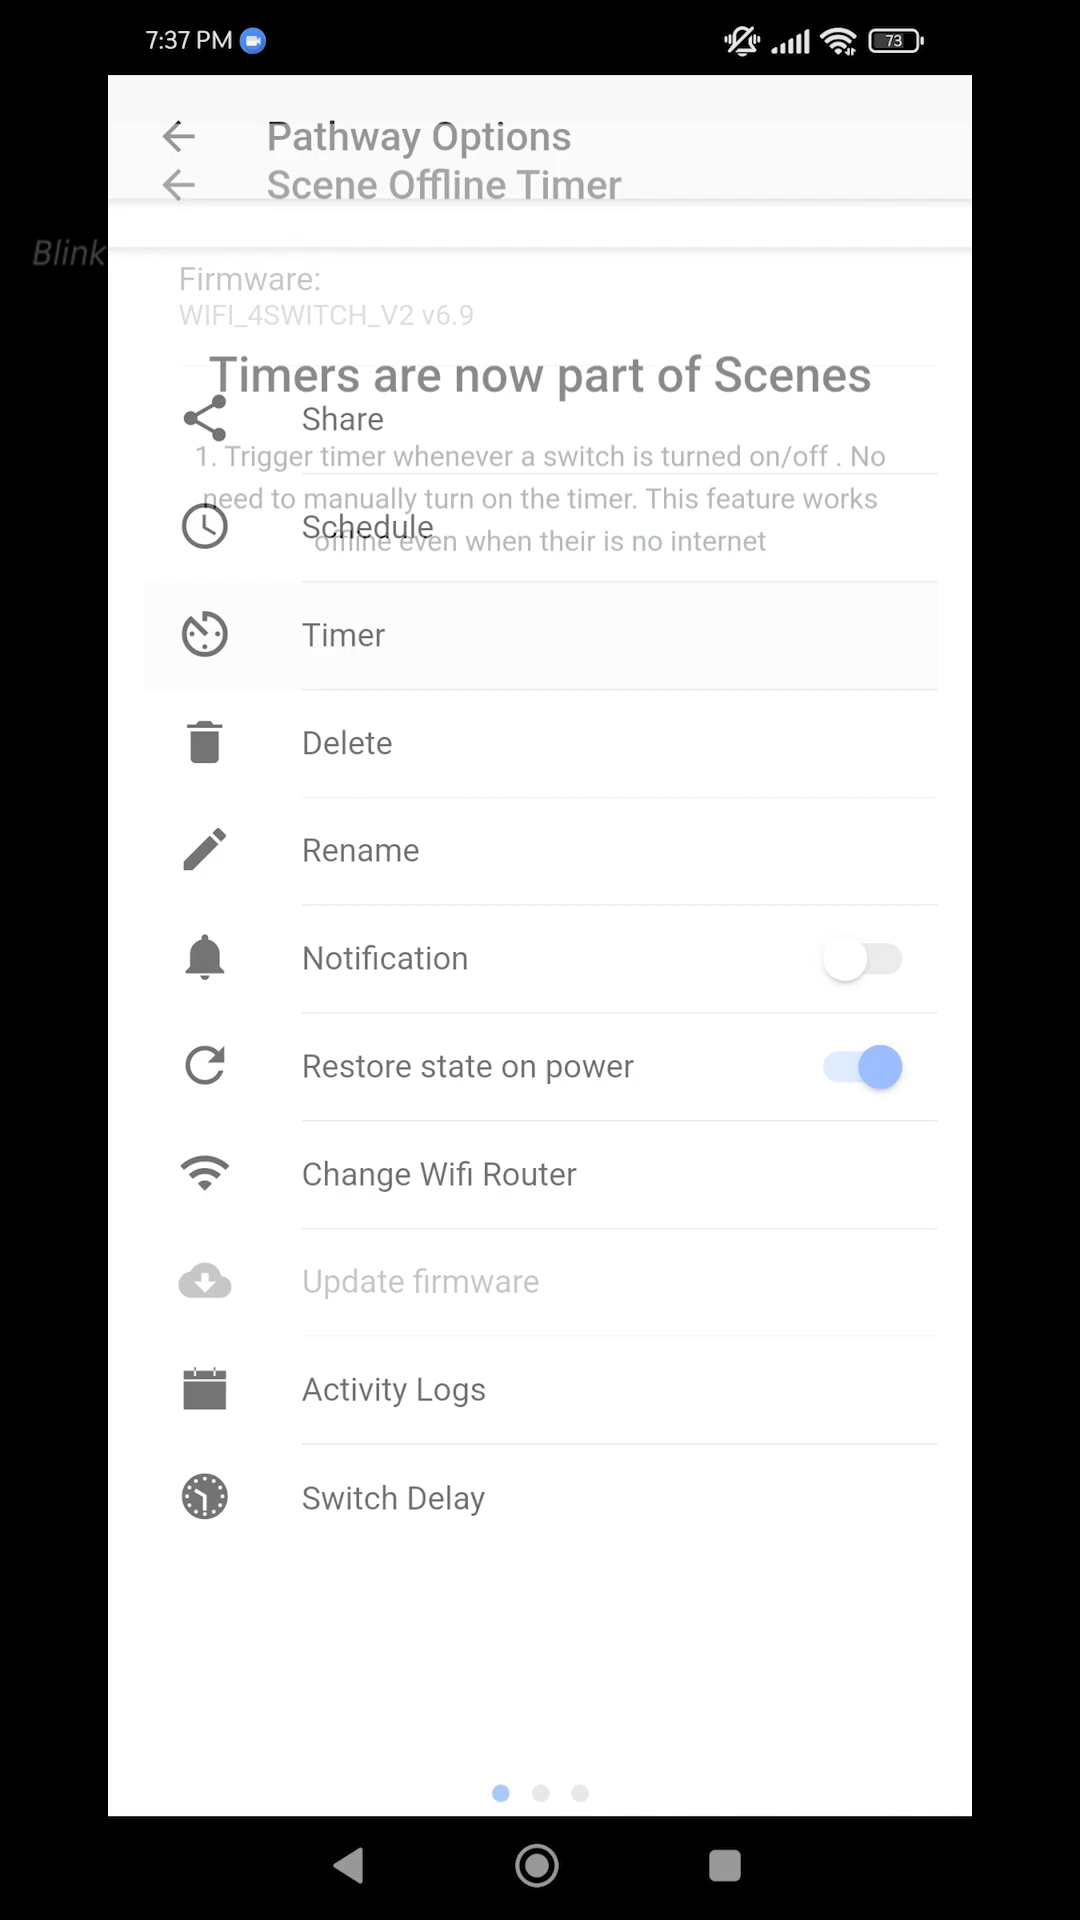 7:37 PM
73
Pathway Options
Scene Offline Timer
Blink
Firmware:
WIFI_4SWITCH_V2 v6.9
Timers are now part of Scenes
Share
1. Trigger timer whenever a switch is turned on/off . No
need to manually turn on the timer. This feature works
Schedule
offline even when their is no internet
Timer
Delete
Rename
Notification
Restore state on power
Change Wifi Router
Update firmware
Activity Logs
Switch Delay